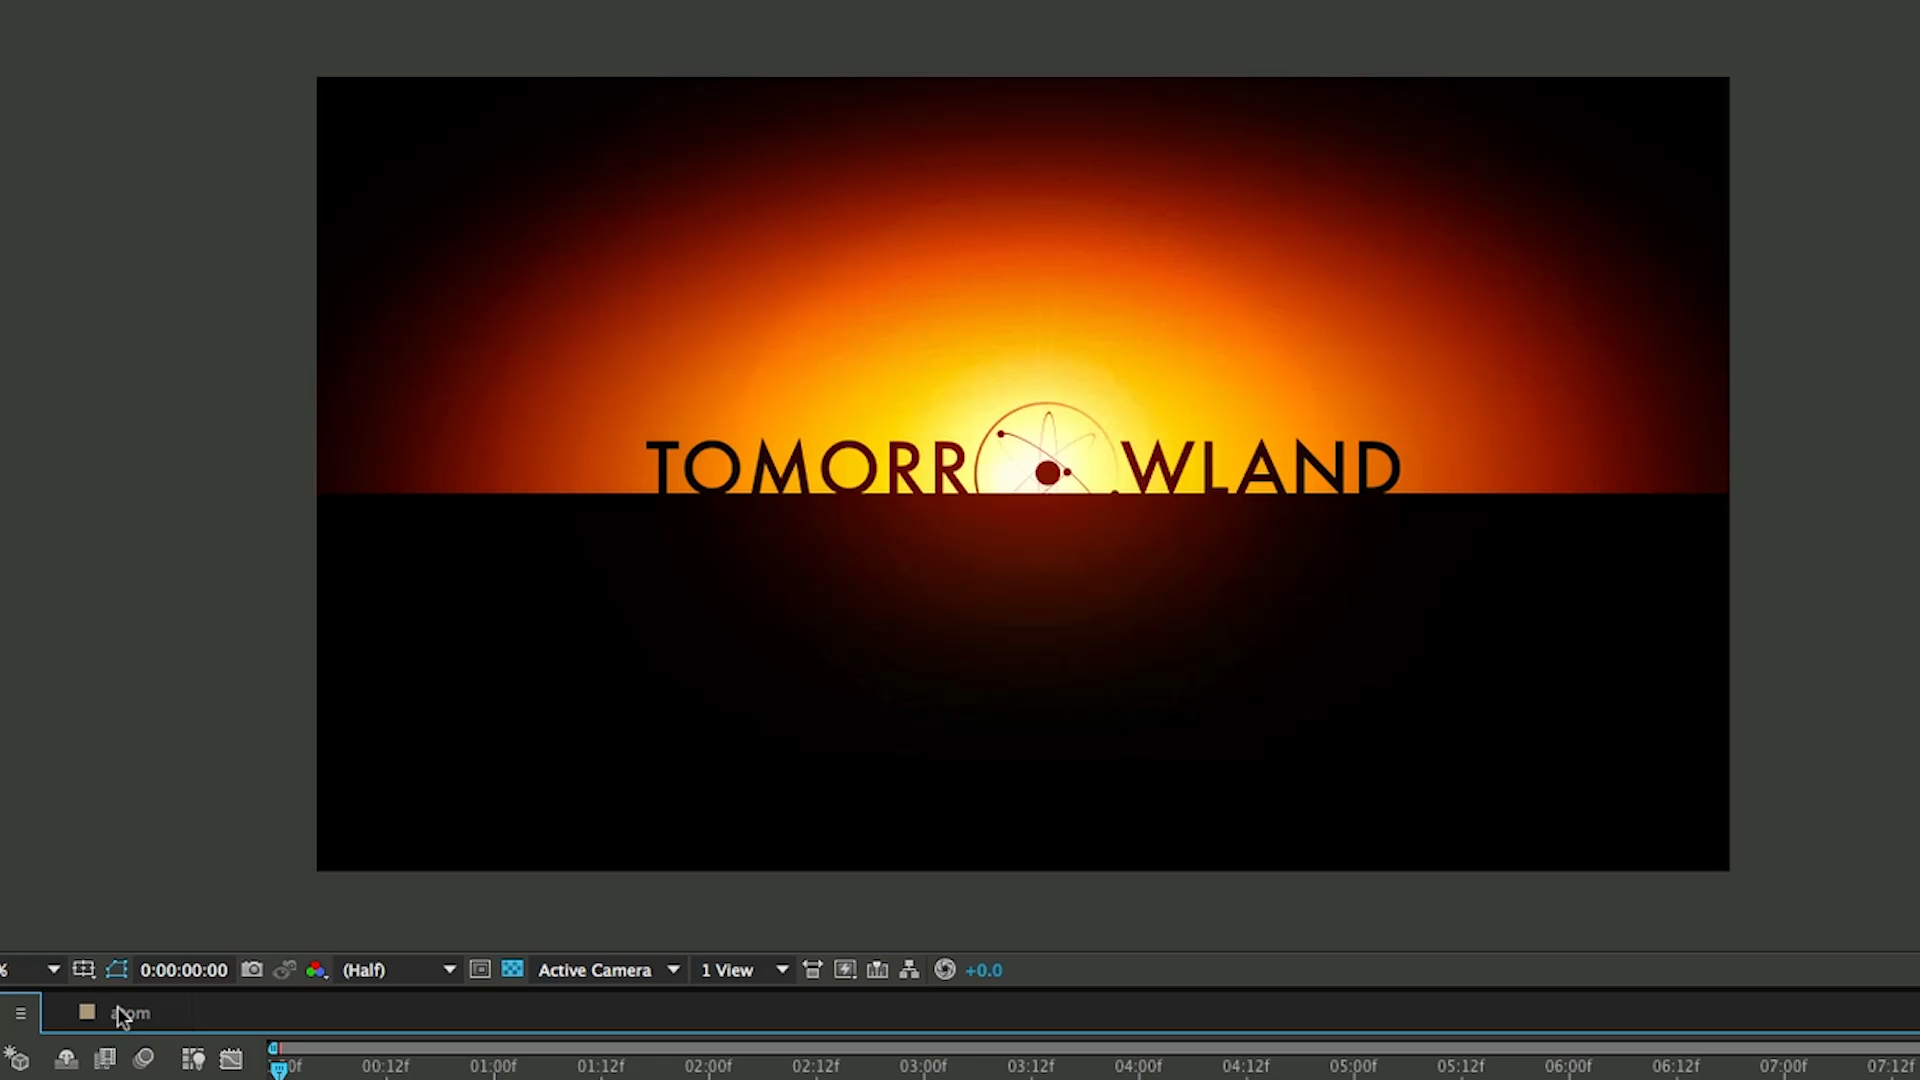 TOMORR WLAND
% 0:00:00:00 (Half) Active Camera 1 View +0.0
atom
0f 00:12f 01:00f 01:12f 02:00f 02:12f 03:00f 03:12f 04:00f 04:12f 05:00f 05:12f 06:00f 06:12f 07:00f 07:12f